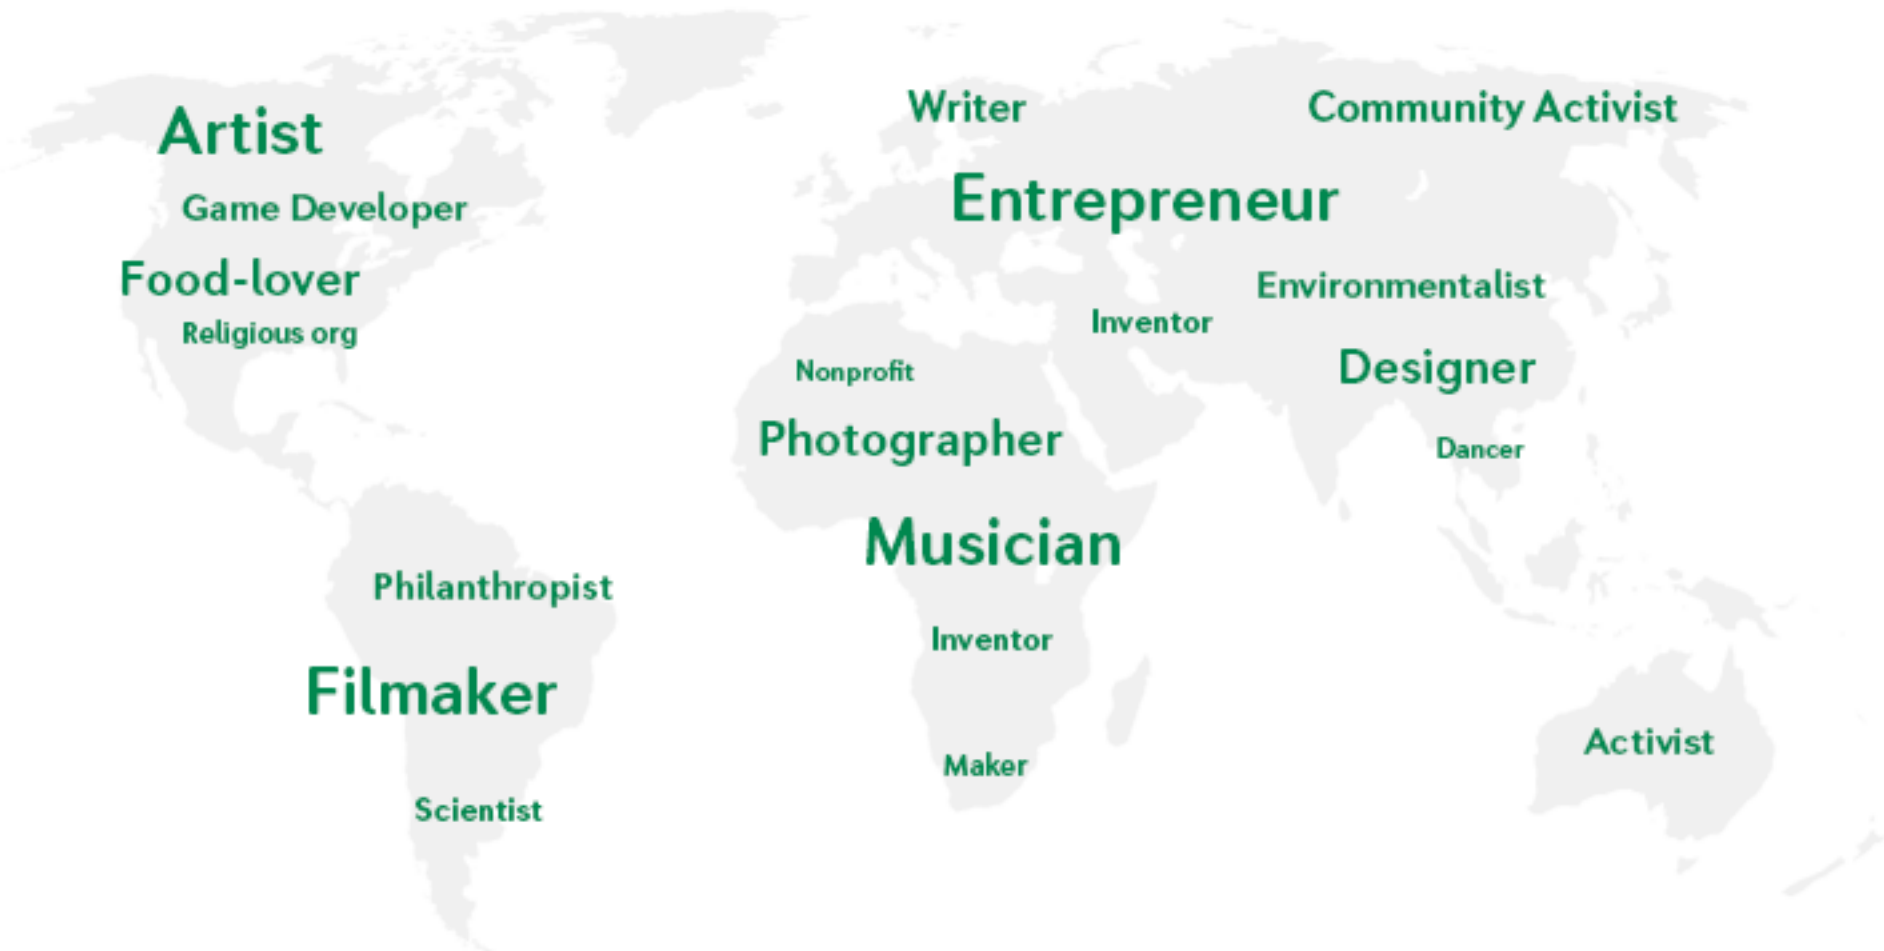 Artist
Writer
Community Activist
Game Developer
Entrepreneur
Food-lover
Environmentalist
Religious org
Inventor
Nonprofit
Designer
Photographer
Dancer
Musician
Philanthropist
Inventor
Filmaker
Activist
Maker
Scientist